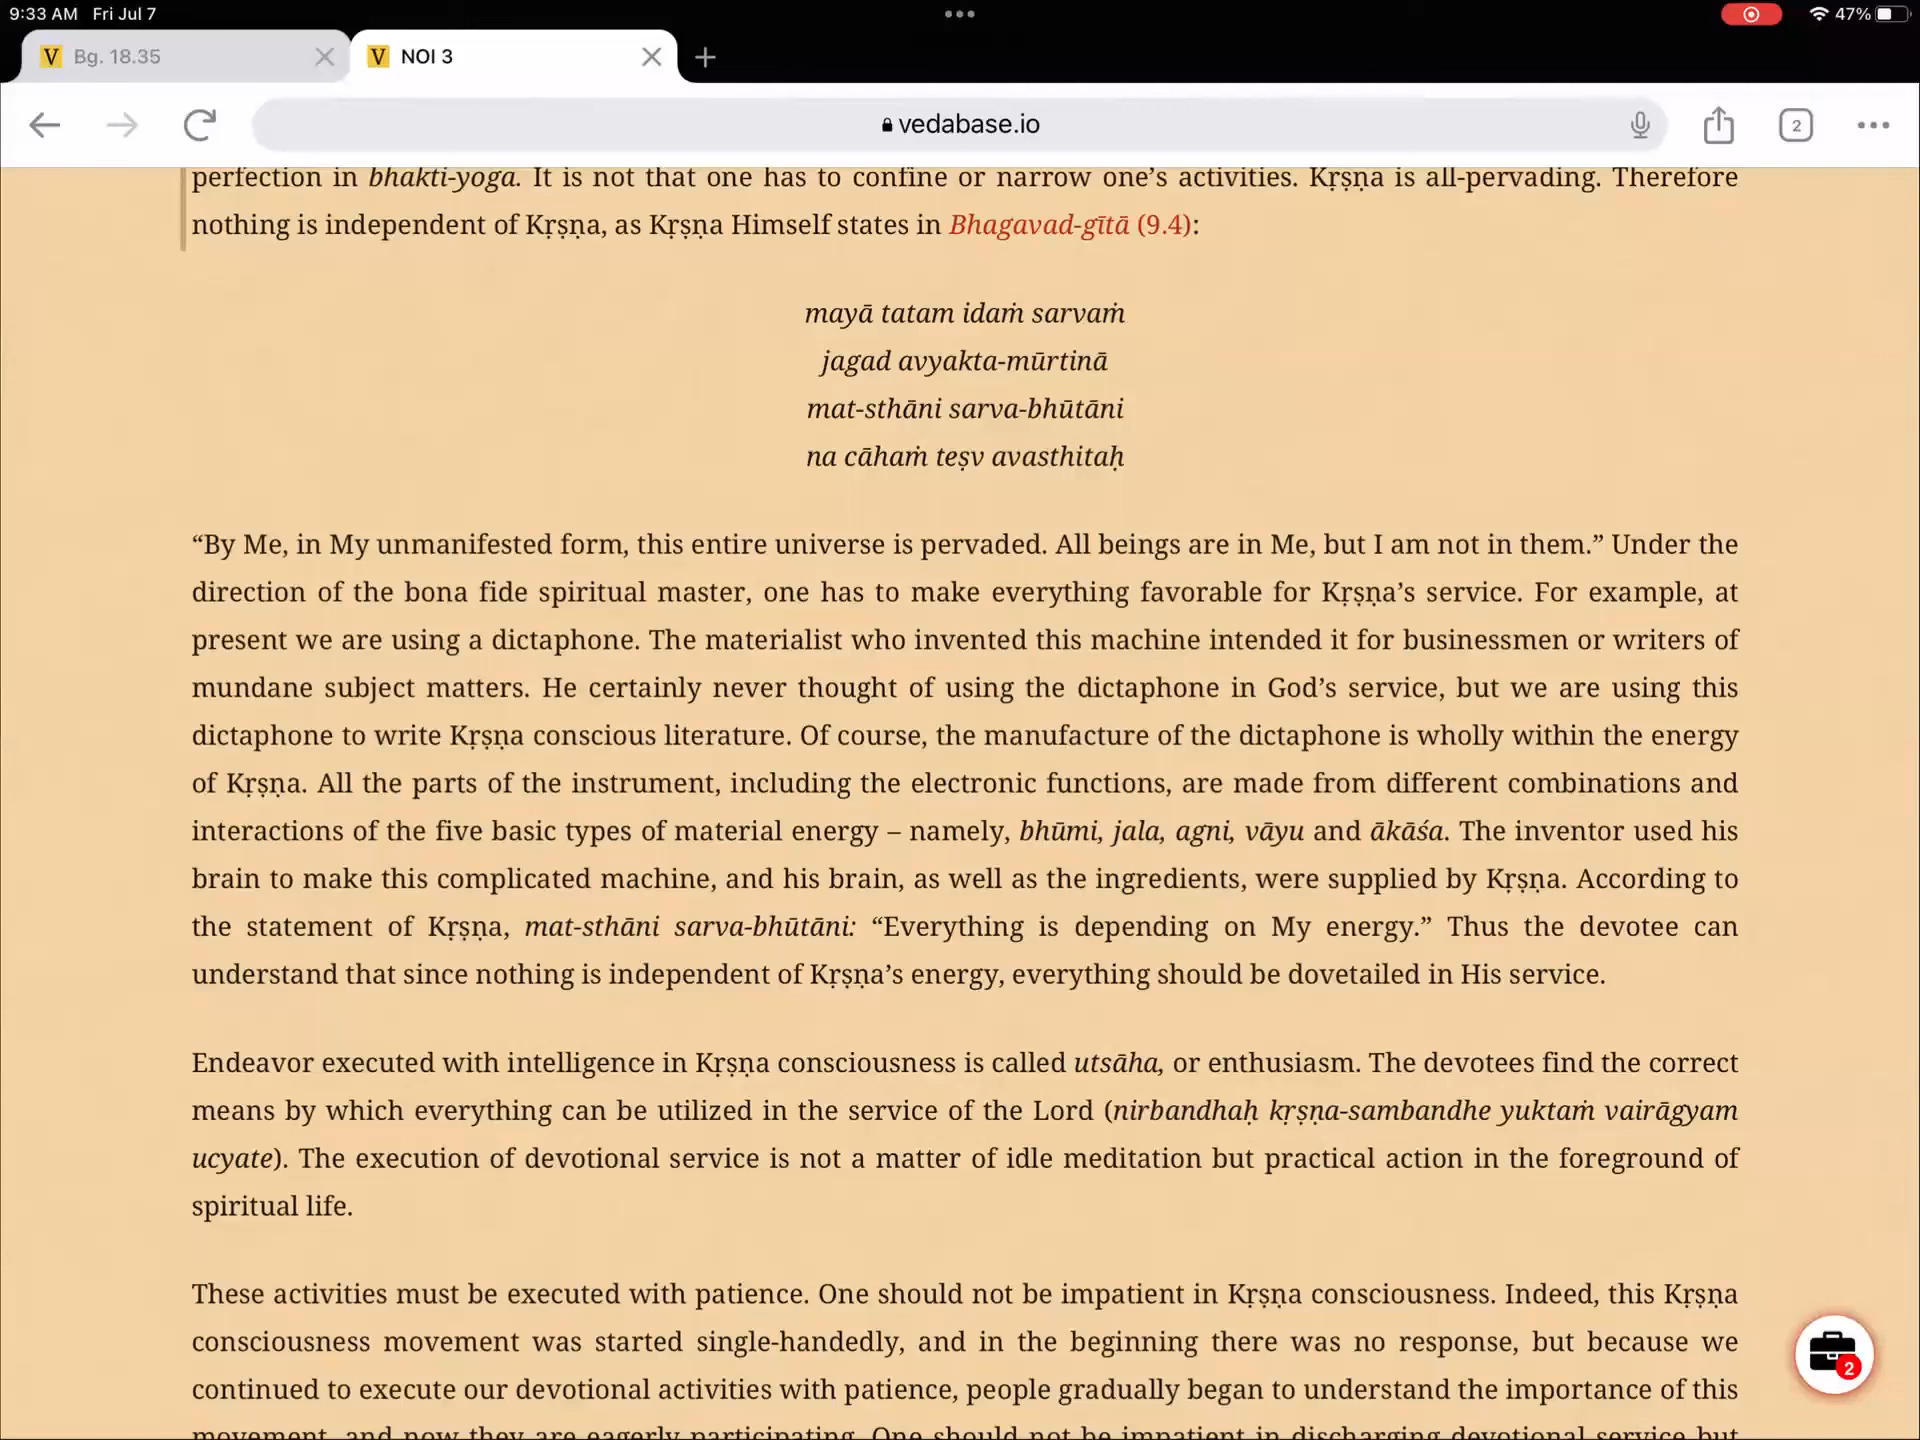 9:33 AM Fri Jul 7
47%
Bg. 18.35
NOI 3
vedabase.io
2
perfection in bhakti-yoga. It is not that one has to confine or narrow one’s activities. Kṛṣṇa is all-pervading. Therefore
nothing is independent of Kṛṣṇa, as Kṛṣṇa Himself states in Bhagavad-gītā (9.4):
mayā tatam idaṁ sarvaṁ
jagad avyakta-mūrtinā
mat-sthāni sarva-bhūtāni
na cāhaṁ teṣv avasthitaḥ
“By Me, in My unmanifested form, this entire universe is pervaded. All beings are in Me, but I am not in them.” Under the
direction of the bona fide spiritual master, one has to make everything favorable for Kṛṣṇa’s service. For example, at
present we are using a dictaphone. The materialist who invented this machine intended it for businessmen or writers of
mundane subject matters. He certainly never thought of using the dictaphone in God’s service, but we are using this
dictaphone to write Kṛṣṇa conscious literature. Of course, the manufacture of the dictaphone is wholly within the energy
of Kṛṣṇa. All the parts of the instrument, including the electronic functions, are made from different combinations and
interactions of the five basic types of material energy – namely, bhūmi, jala, agni, vāyu and ākāśa. The inventor used his
brain to make this complicated machine, and his brain, as well as the ingredients, were supplied by Kṛṣṇa. According to
the statement of Kṛṣṇa, mat-sthāni sarva-bhūtāni: “Everything is depending on My energy.” Thus the devotee can
understand that since nothing is independent of Kṛṣṇa’s energy, everything should be dovetailed in His service.
Endeavor executed with intelligence in Kṛṣṇa consciousness is called utsāha, or enthusiasm. The devotees find the correct
means by which everything can be utilized in the service of the Lord (nirbandhaḥ kṛṣṇa-sambandhe yuktaṁ vairāgyam
ucyate). The execution of devotional service is not a matter of idle meditation but practical action in the foreground of
spiritual life.
These activities must be executed with patience. One should not be impatient in Kṛṣṇa consciousness. Indeed, this Kṛṣṇa
consciousness movement was started single-handedly, and in the beginning there was no response, but because we
continued to execute our devotional activities with patience, people gradually began to understand the importance of this
movement, and now they are eagerly participating. One should not be impatient in discharging devotional service but
2